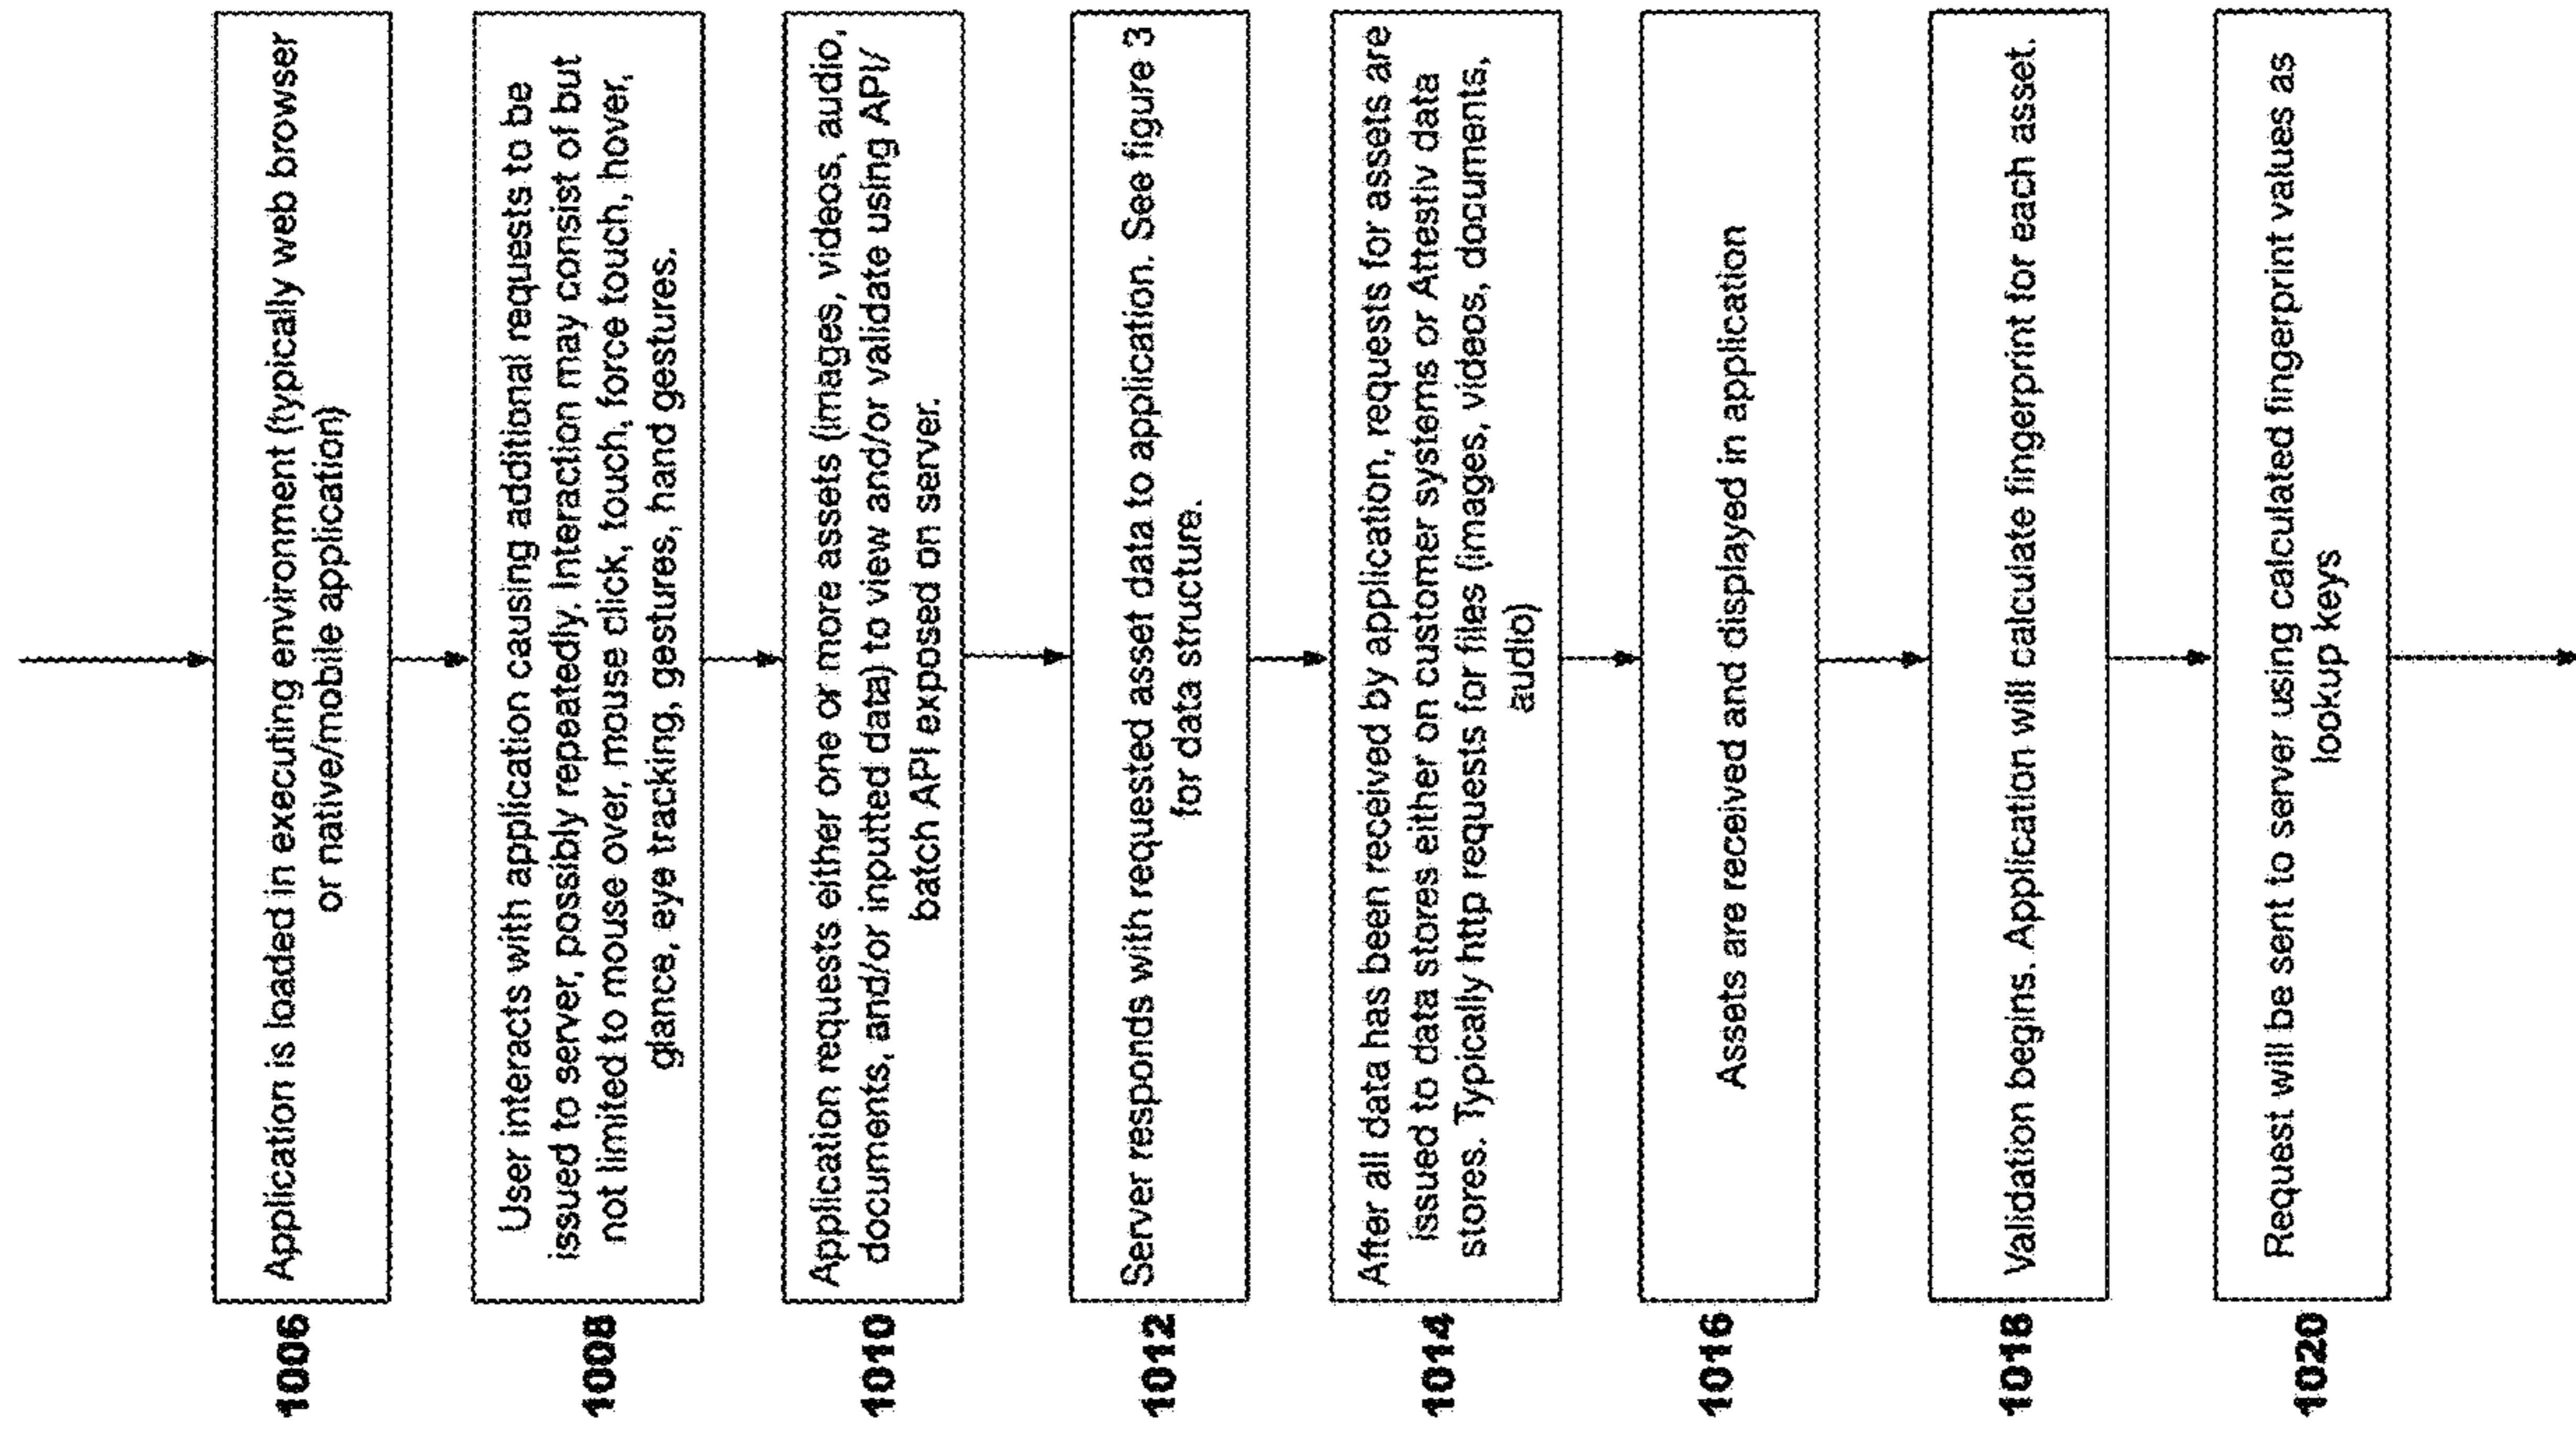 1006
Application is loaded in executing environment (typically web browser
or native/mobile application)
1008
User interacts with application causing additional requests to be
issued to server, possibly repeatedly. Interaction may consist of but
not limited to mouse over, mouse click, touch, force touch, hover,
glance, eye tracking, gestures, hand gestures.
1010
Application requests either one or more assets (images, videos, audio,
documents, and/or inputted data) to view and/or validate using API/
batch API exposed on server.
1012
Server responds with requested asset data to application. See figure 3
for data structure.
1014
After all data has been received by application, requests for assets are
issued to data stores either on customer systems or Attestiv data
stores. Typically http requests for files (images, videos, documents,
audio)
1016
Assets are received and displayed in application
1018
Validation begins. Application will calculate fingerprint for each asset.
1020
Request will be sent to server using calculated fingerprint values as
lookup keys